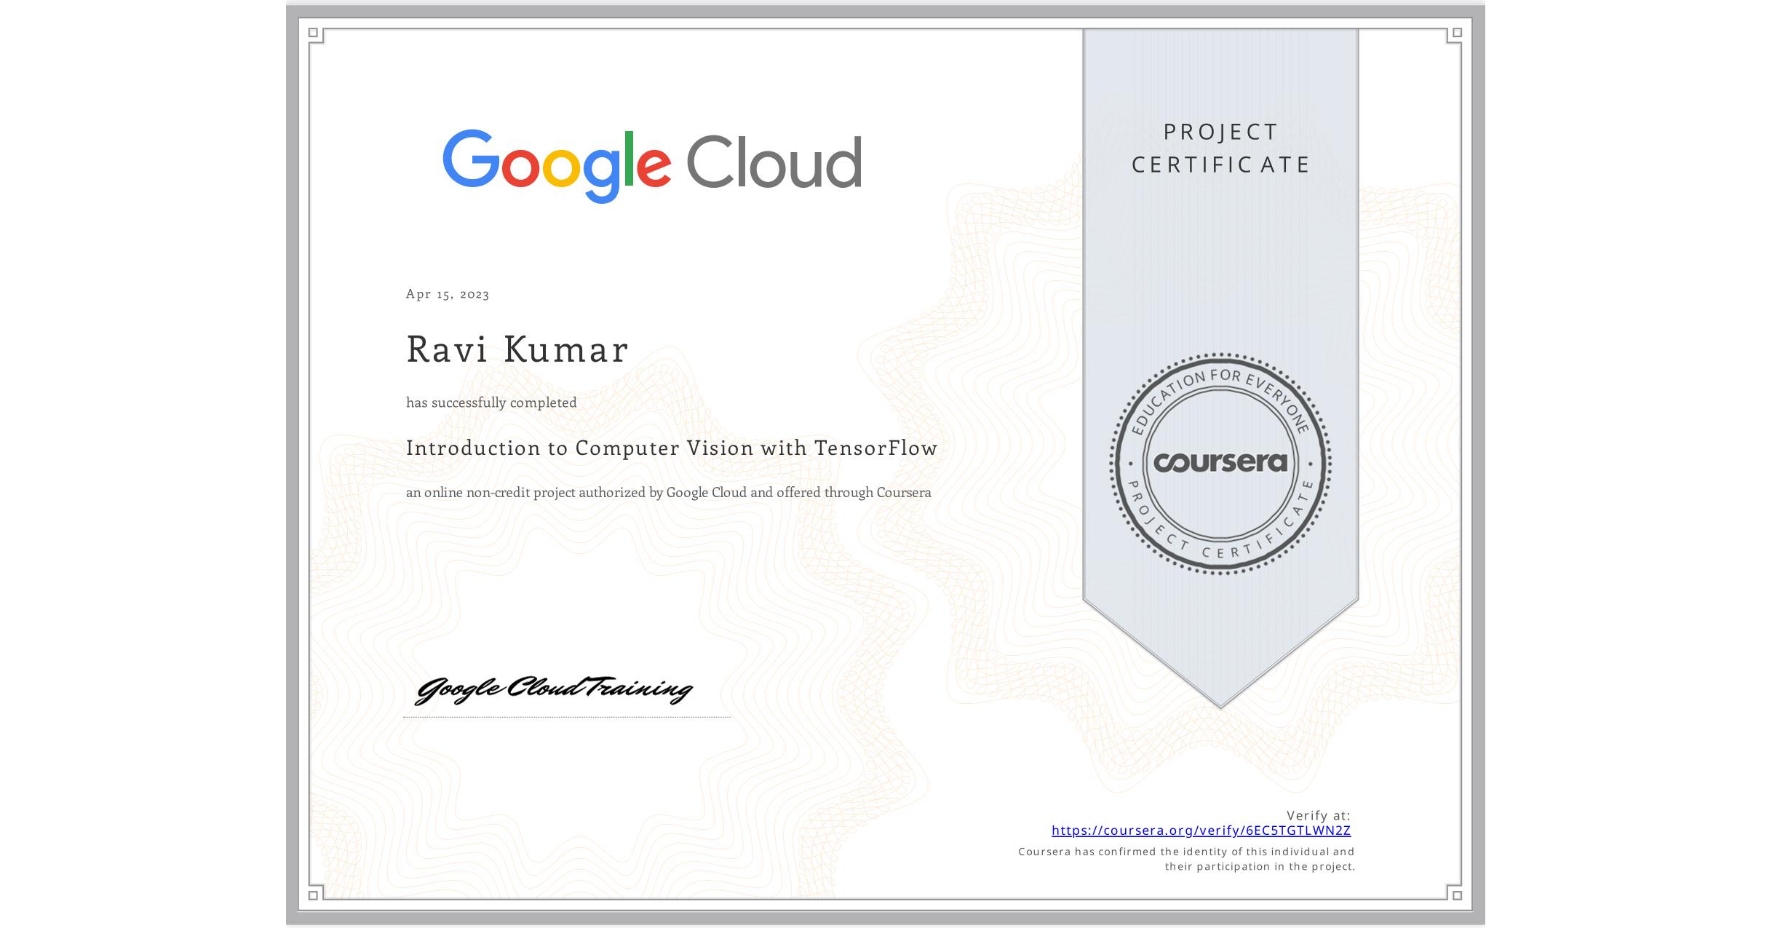 Google Cloud
PROJECT
CERTIFICATE
Apr 15, 2023
Ravi Kumar
has successfully completed
Introduction to Computer Vision with TensorFlow
an online non-credit project authorized by Google Cloud and offered through Coursera
EDUCATION FOR EVERYONE
coursera
PROJECT CERTIFICATE
Google Cloud Training
Verify at:
https://coursera.org/verify/6EC5TGTLWN2Z
Coursera has confirmed the identity of this individual and
their participation in the project.